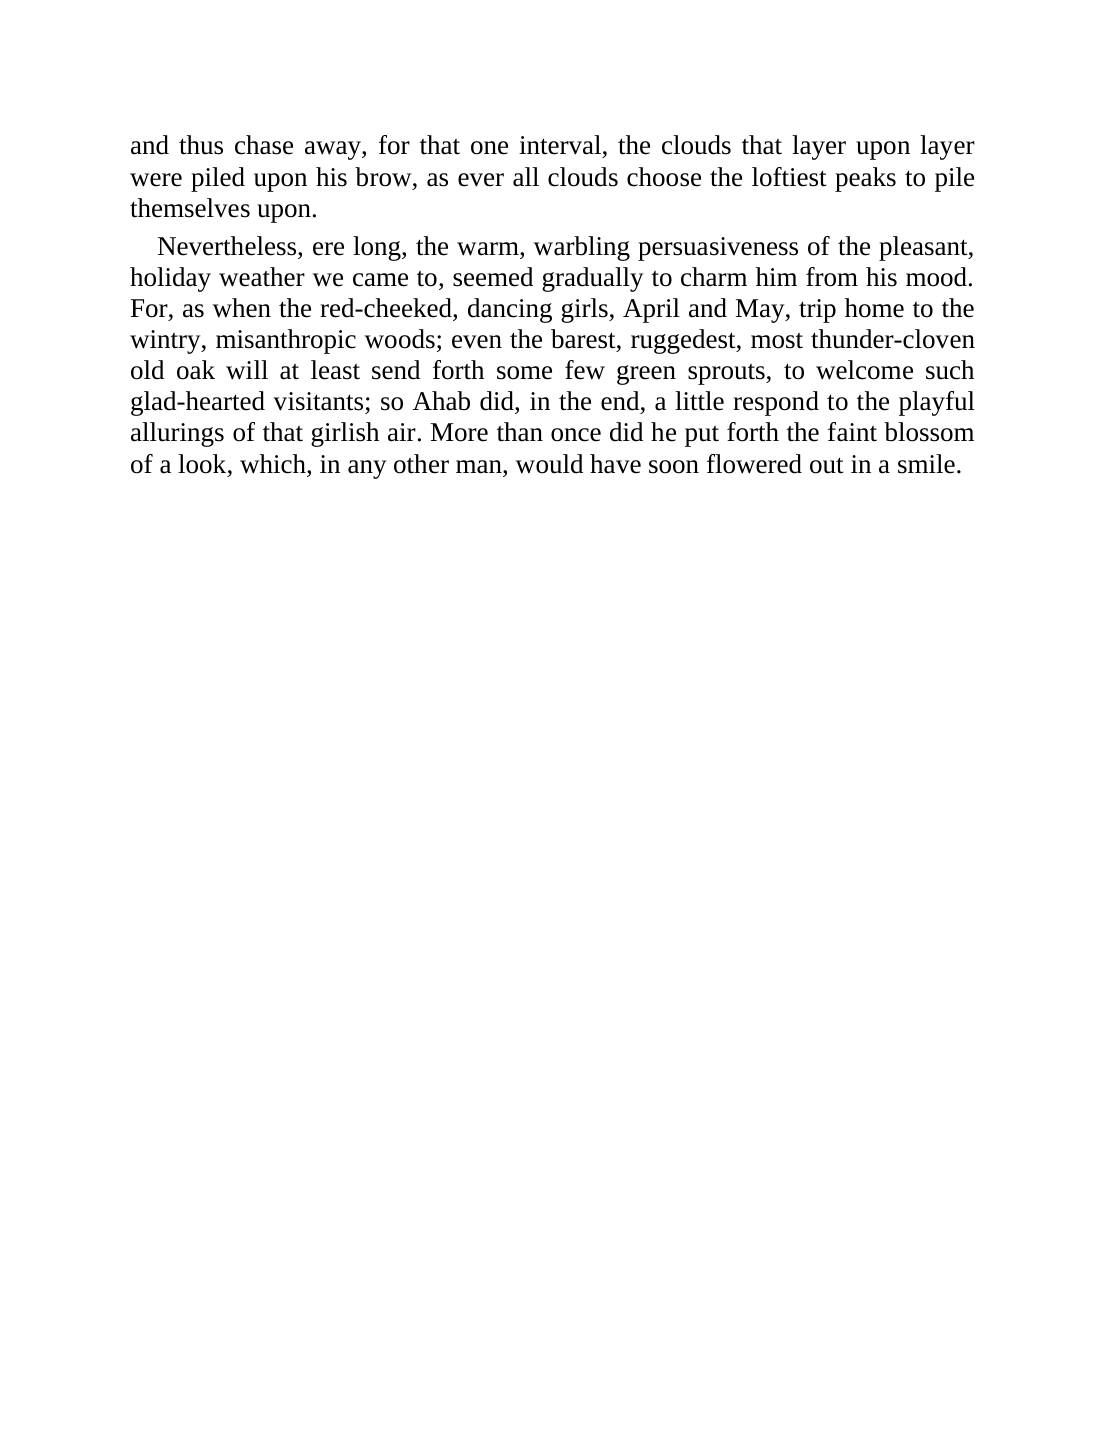 and thus chase away, for that one interval, the clouds that layer upon layer
were piled upon his brow, as ever all clouds choose the loftiest peaks to pile
themselves upon.
Nevertheless, ere long, the warm, warbling persuasiveness of the pleasant,
holiday weather we came to, seemed gradually to charm him from his mood.
For, as when the red-cheeked, dancing girls, April and May, trip home to the
wintry, misanthropic woods; even the barest, ruggedest, most thunder-cloven
old oak will at least send forth some few green sprouts, to welcome such
glad-hearted visitants; so Ahab did, in the end, a little respond to the playful
allurings of that girlish air. More than once did he put forth the faint blossom
of a look, which, in any other man, would have soon flowered out in a smile.